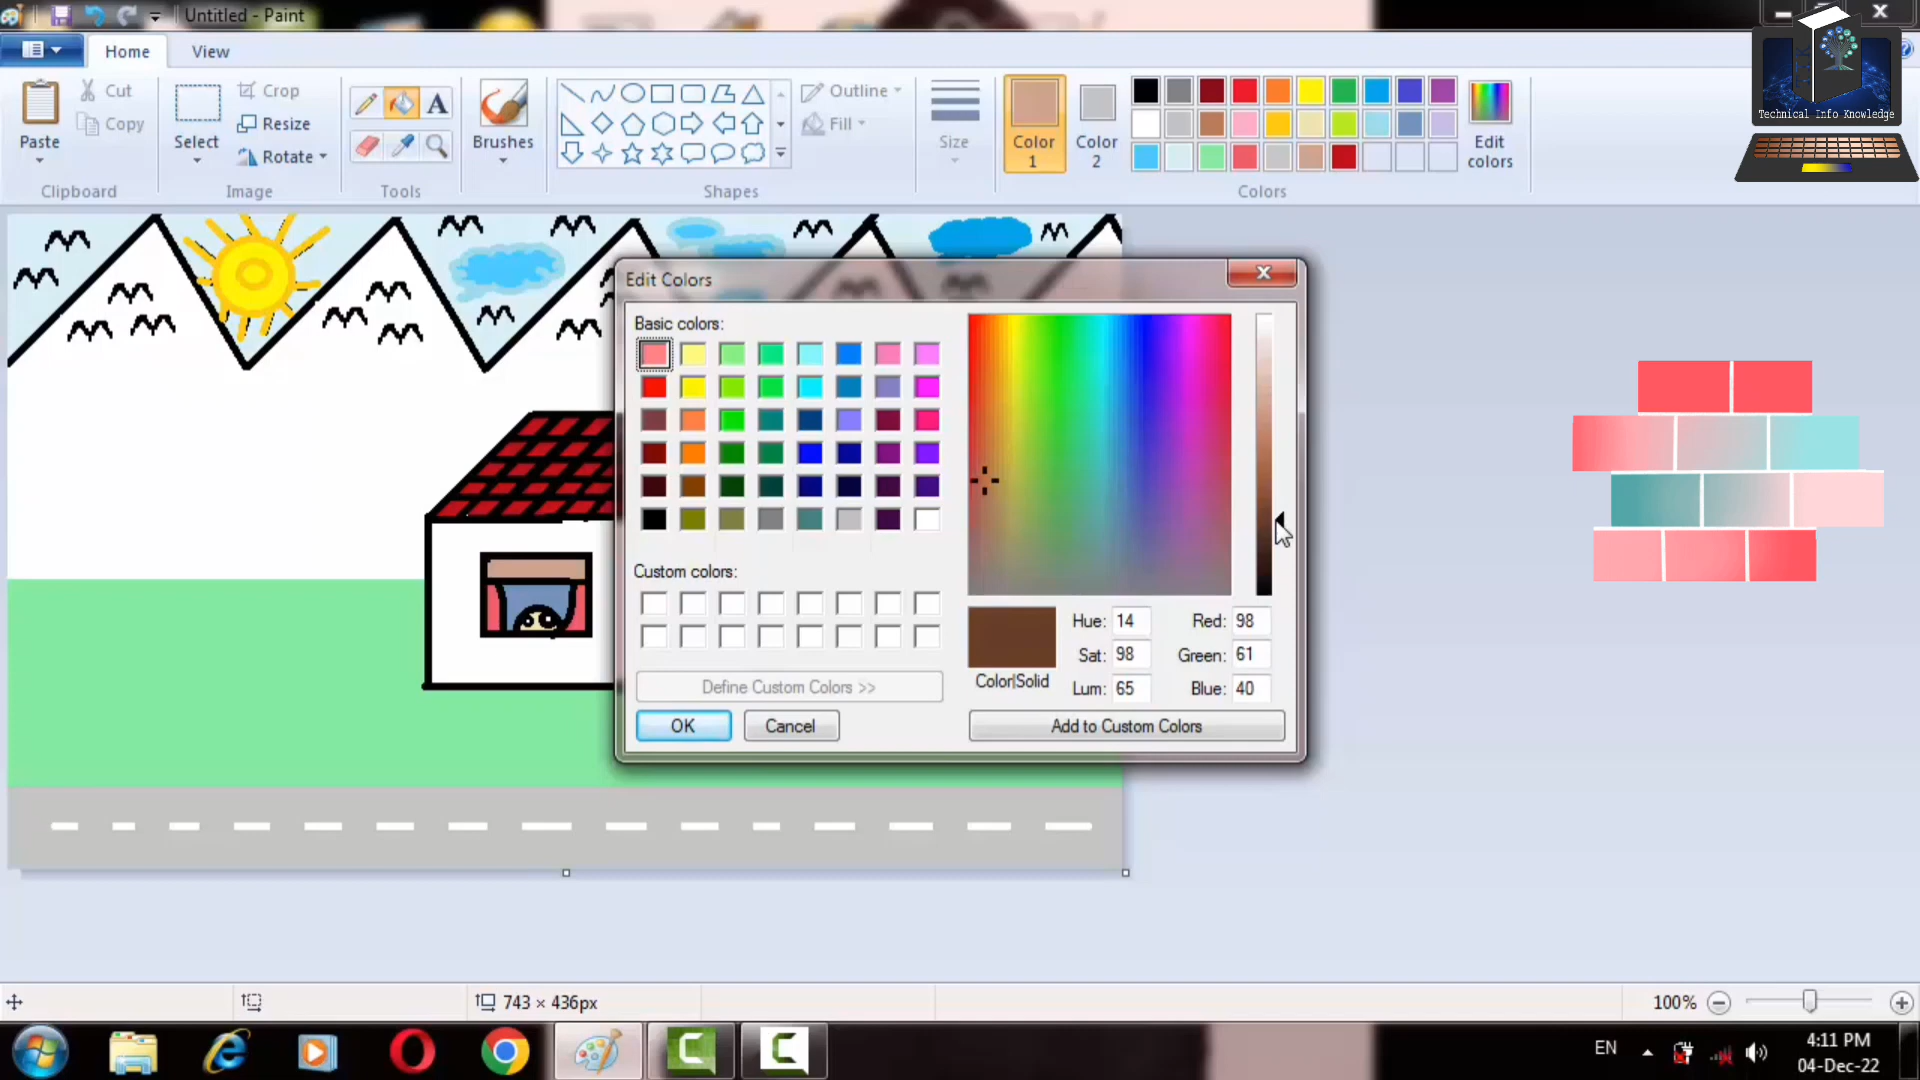 Untitled - Paint
Home
View
Paste
Cut
Copy
Clipboard
Select
Crop
Resize
Rotate
Image
A
Tools
Brushes
Shapes
Outline
Fill
Size
Color
1
Color
2
Edit
colors
Colors
Technical Info Knowledge
Edit Colors
Basic colors:
Custom colors:
Define Custom Colors >>
OK
Cancel
Color|Solid
Hue: 14
Sat: 98
Lum: 65
Red: 98
Green: 61
Blue: 40
Add to Custom Colors
743 × 436px
100%
EN
4:11 PM
04-Dec-22